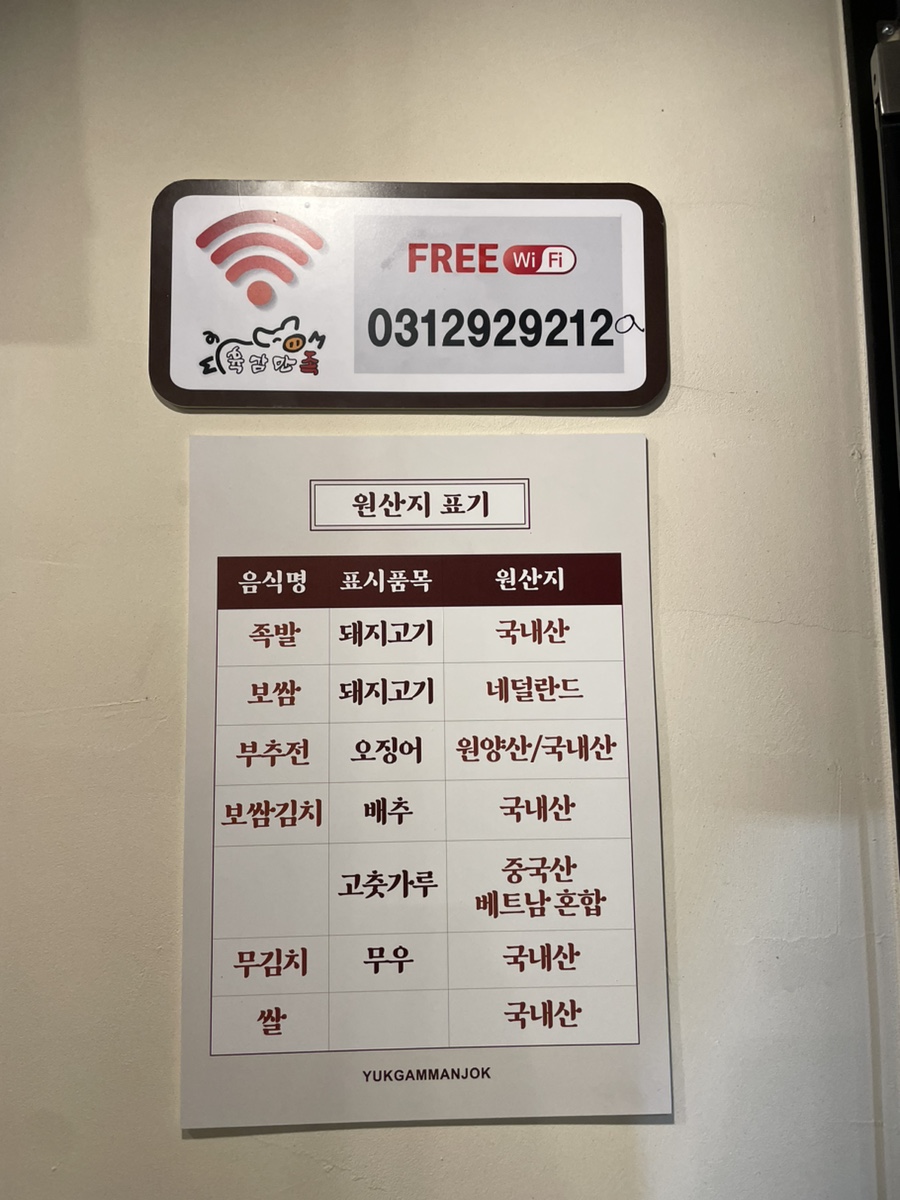 FREE Wi Fi
0312929212a
육감만족
원산지 표기
음식명 표시품목 원산지
족발 돼지고기 국내산
보쌈 돼지고기 네덜란드
부추전 오징어 원양산/국내산
보쌈김치 배추 국내산
고춧가루 중국산
베트남 혼합
무김치 무우 국내산
쌀 국내산
YUKGAMMANJOK